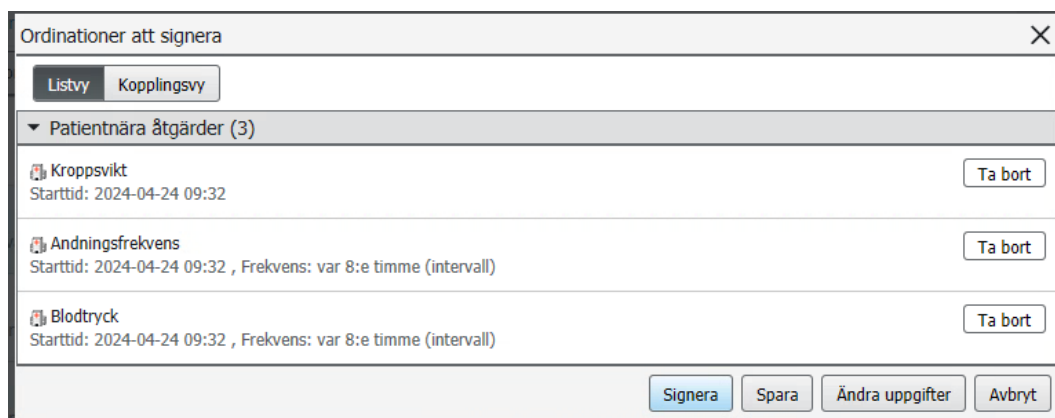 Ordinationer att signera
Listvy Kopplingsvy
Patientnära åtgärder (3)
Kroppsvikt
Ta bort
Starttid: 2024-04-24 09:32
Andningsfrekvens
Ta bort
Starttid: 2024-04-24 09:32 , Frekvens: var 8:e timme (intervall)
Blodtryck
Ta bort
Starttid: 2024-04-24 09:32 , Frekvens: var 8:e timme (intervall)
Signera Spara Ändra uppgifter Avbryt